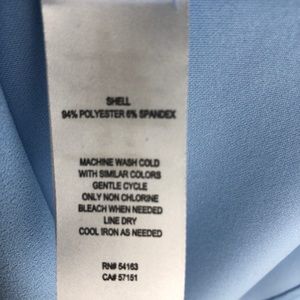 SHELL
94% POLYESTER 6% SPANDEX
MACHINE WASH COLD
WITH SIMILAR COLORS
GENTLE CYCLE
ONLY NON CHLORINE
BLEACH WHEN NEEDED
LINE DRY
COOL IRON AS NEEDED
RN# 54163
CA# 57151